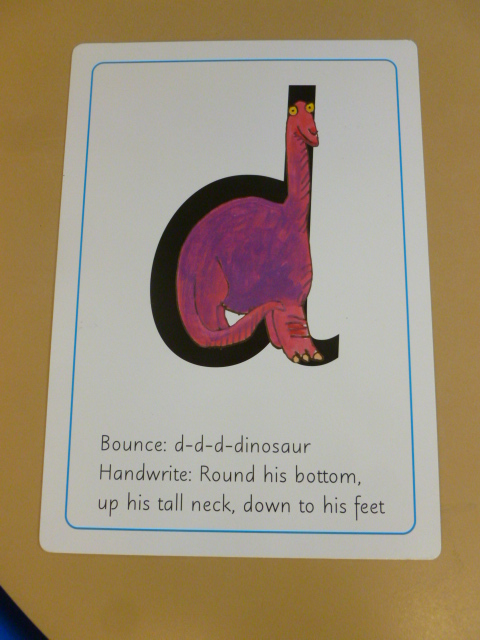 d
Bounce: d-d-d-dinosaur
Handwrite: Round his bottom,
up his tall neck, down to his feet